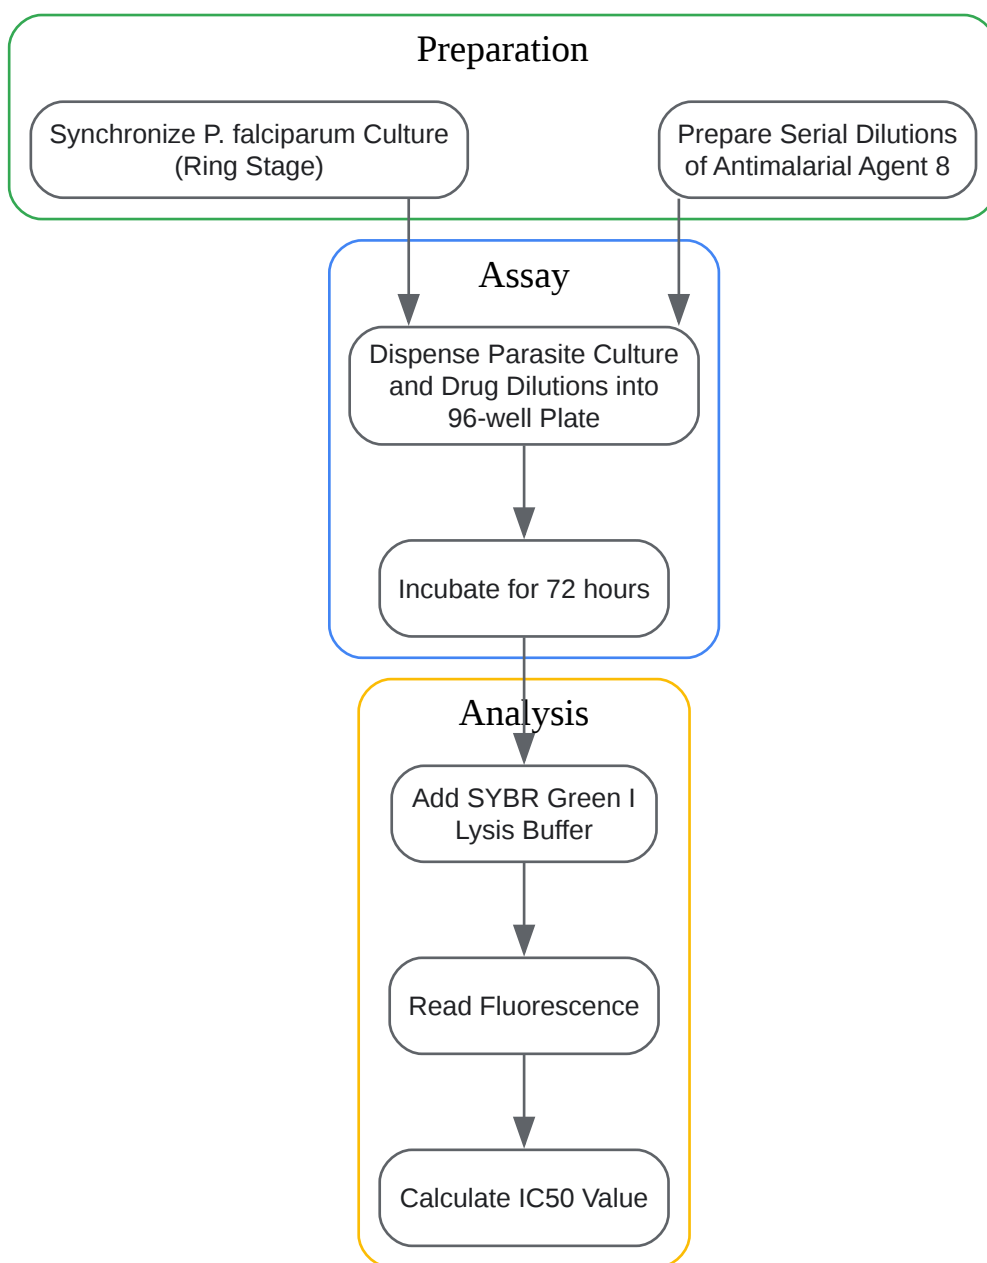 Preparation
Synchronize P. falciparum Culture
(Ring Stage)
Prepare Serial Dilutions
of Antimalarial Agent 8
Assay
Dispense Parasite Culture
and Drug Dilutions into
96-well Plate
Incubate for 72 hours
Analysis
Add SYBR Green I
Lysis Buffer
Read Fluorescence
Calculate IC50 Value